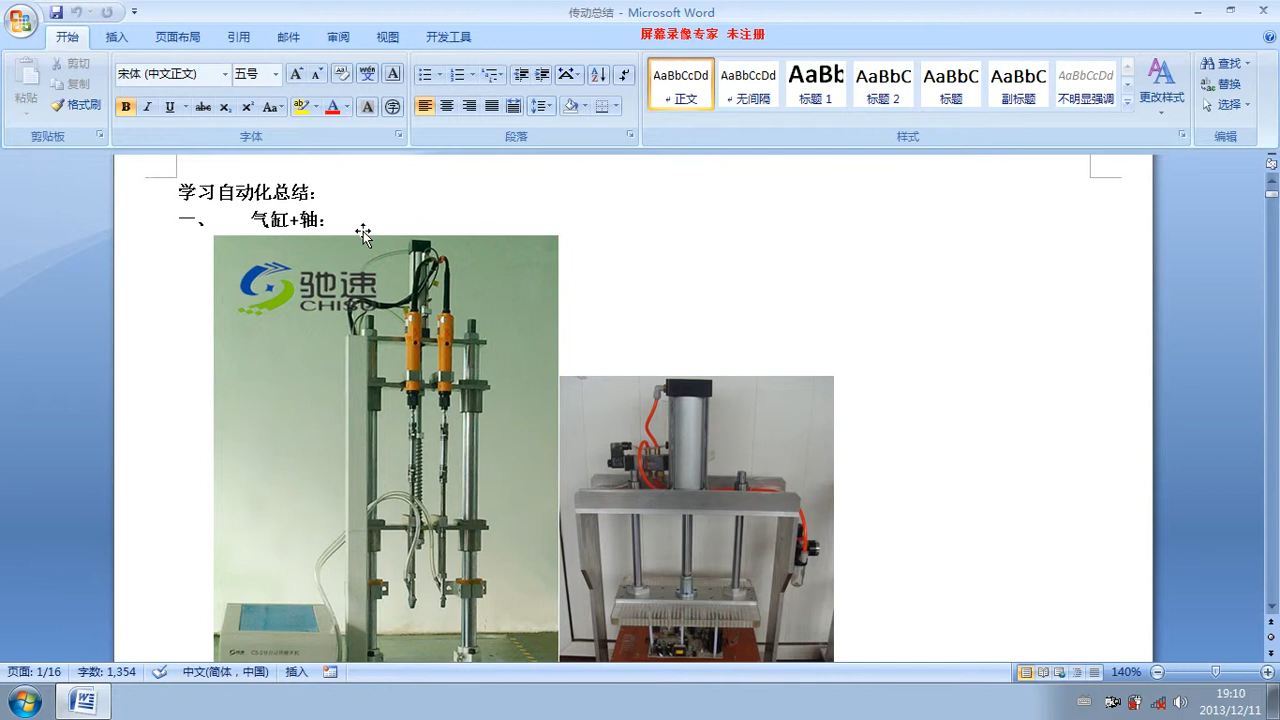 传动总结 - Microsoft Word
屏幕录像专家 未注册
开始 插入 页面布局 引用 邮件 审阅 视图 开发工具
粘贴
剪切
复制
格式刷
剪贴板
宋体 (中文正文) 五号
字体
段落
AaBbCcDd 正文
AaBbCcDd 无间隔
AaBb 标题 1
AaBbC 标题 2
AaBbC 标题
AaBbC 副标题
AaBbCcDd 不明显强调
更改样式
样式
查找
替换
选择
编辑
学习自动化总结：
一、 气缸+轴：
驰速
CHISU
页面: 1/16 字数: 1,354 中文(简体，中国) 插入 140%
19:10
2013/12/11